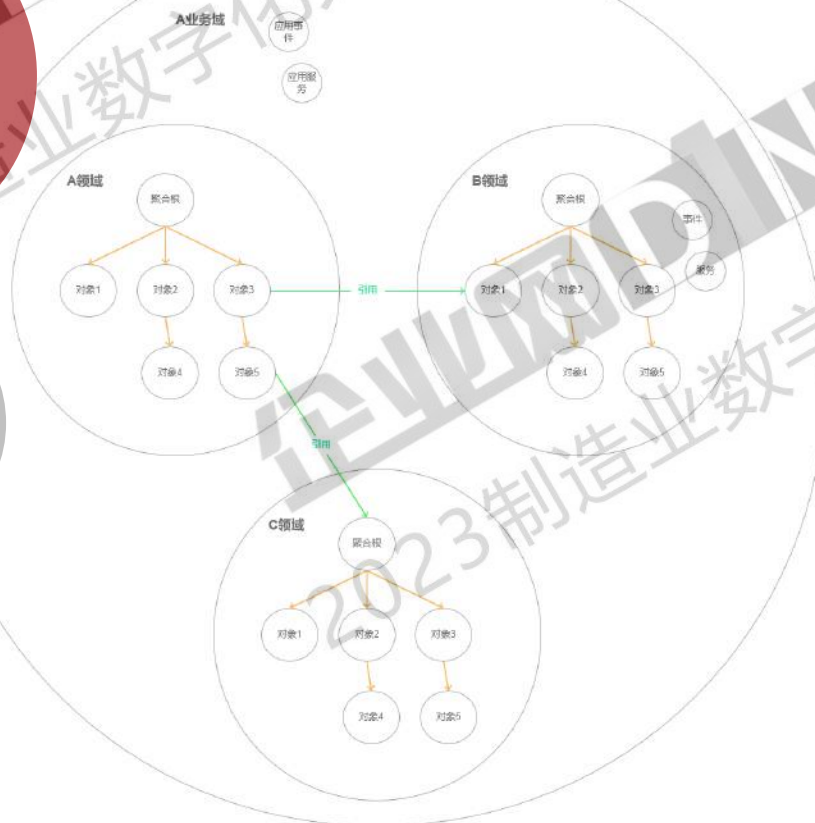 A业务域
应用事
件
应用服
务
A领域
聚合根
对象1
对象2
对象3
对象4
对象5
引用
B领域
聚合根
事件
服务
对象1
对象2
对象3
对象4
对象5
引用
C领域
聚合根
对象1
对象2
对象3
对象4
对象5
企业网D
2023制造业数字
造业数字化